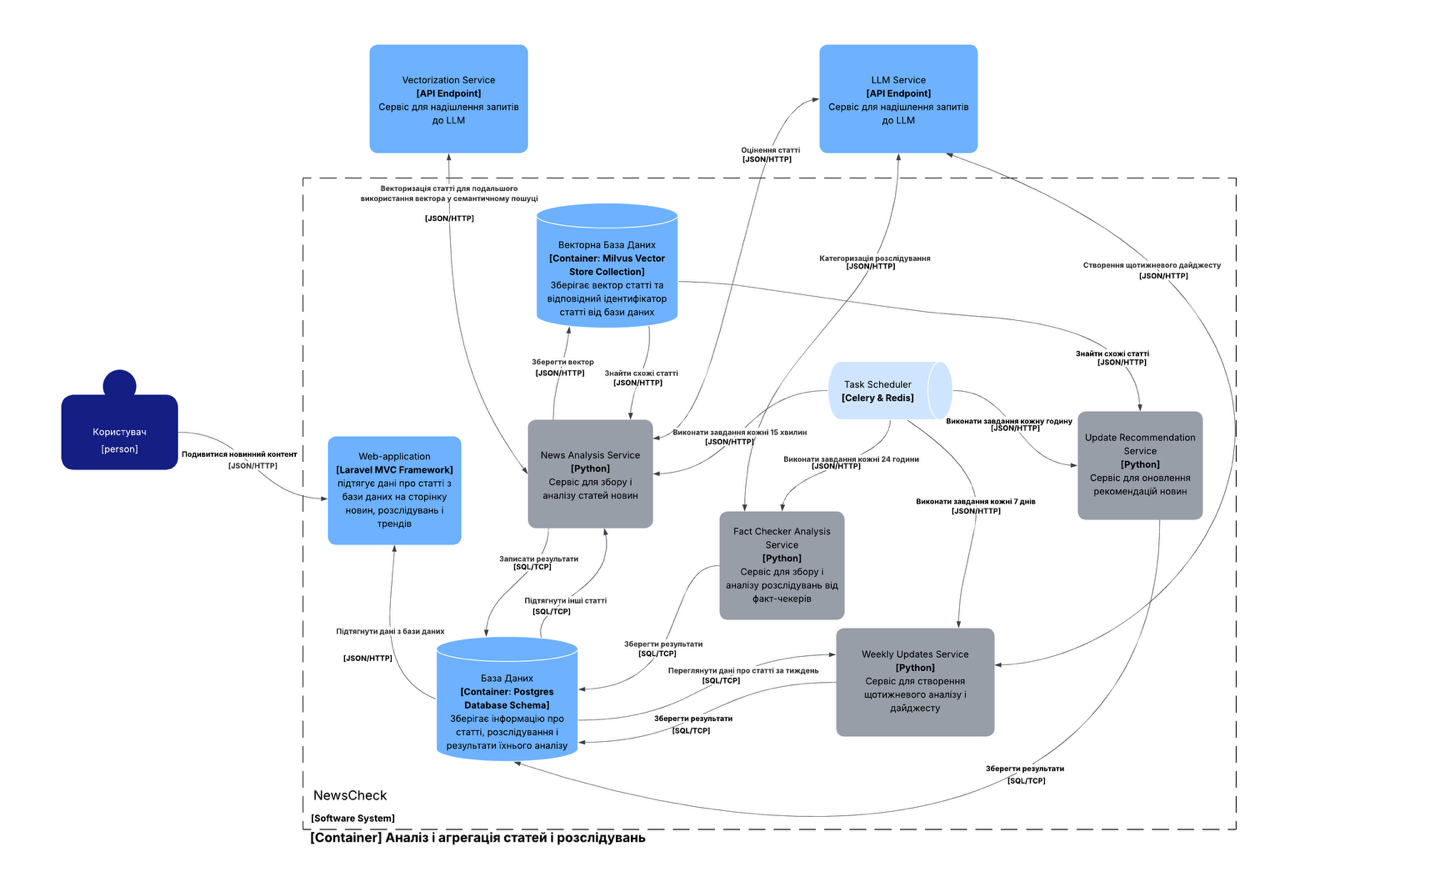 Vectorization Service
[API Endpoint]
Сервіс для надішлення запитів
до LLM
LLM Service
[API Endpoint]
Сервіс для надішлення запитів
до LLM
Оцінення статті
[JSON/HTTP]
Векторизація статті для подальшого
використання вектора у семантичному пошуці
[JSON/HTTP]
Векторна База Даних
[Container: Milvus Vector
Store Collection]
Зберігає вектор статті та
відповідний ідентифікатор
статті від бази даних
Категоризація розслідування
[JSON/HTTP]
Створення щотижневого дайджесту
[JSON/HTTP]
Зберегти вектор
[JSON/HTTP]
Знайти схожі статті
[JSON/HTTP]
Знайти схожі статті
[JSON/HTTP]
Task Scheduler
[Celery & Redis]
Користувач
[person]
Подивитися новинний контент
[JSON/HTTP]
Web-application
[Laravel MVC Framework]
підтягує дані про статті з
бази даних на сторінку
новин, розслідувань і
трендів
News Analysis Service
[Python]
Сервіс для збору і
аналізу статей новин
Виконати завдання кожні 15 хвилин
[JSON/HTTP]
Виконати завдання кожні 24 години
[JSON/HTTP]
Виконати завдання кожну годину
[JSON/HTTP]
Виконати завдання кожні 7 днів
[JSON/HTTP]
Update Recommendation
Service
[Python]
Сервіс для оновлення
рекомендацій новин
Fact Checker Analysis
Service
[Python]
Сервіс для збору і
аналізу розслідувань від
факт-чекерів
Записати результати
[SQL/TCP]
Підтягнути інші статті
[SQL/TCP]
Підтягнути дані з бази даних
[JSON/HTTP]
Зберегти результати
[SQL/TCP]
Переглянути дані про статті за тиждень
[SQL/TCP]
Зберегти результати
[SQL/TCP]
Weekly Updates Service
[Python]
Сервіс для створення
щотижневого аналізу і
дайджесту
База Даних
[Container: Postgres
Database Schema]
Зберігає інформацію про
статті, розслідування і
результати їхнього аналізу
Зберегти результати
[SQL/TCP]
NewsCheck
[Software System]
[Container] Аналіз і агрегація статей і розслідувань